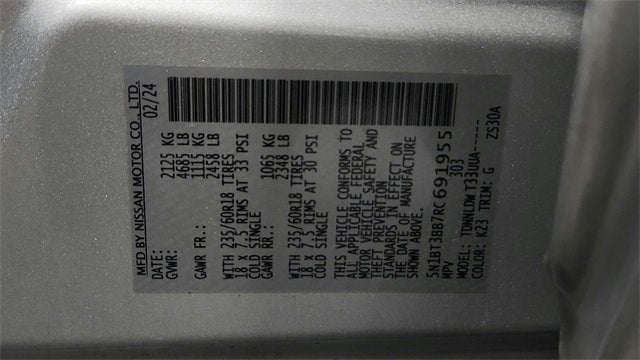 MFD BY NISSAN MOTOR CO., LTD.
DATE: 02/24
GVWR: 2125 KG
4685 LB
GAWR FR.: 1115 KG
2458 LB
WITH 235/60R18 TIRES
18 X 7.5 RIMS AT 33 PSI
COLD SINGLE
GAWR RR.: 1065 KG
2348 LB
WITH 235/60R18 TIRES
18 X 7.5 RIMS AT 30 PSI
COLD SINGLE
THIS VEHICLE CONFORMS TO
ALL APPLICABLE FEDERAL
MOTOR VEHICLE SAFETY AND
THEFT PREVENTION
STANDARDS IN EFFECT ON
THE DATE OF MANUFACTURE
SHOWN ABOVE.
5N1BT3BB7RC691955
MPV 303
MODEL: TDNNLDW T33UUA------
COLOR: K23 TRIM: G ZS30A